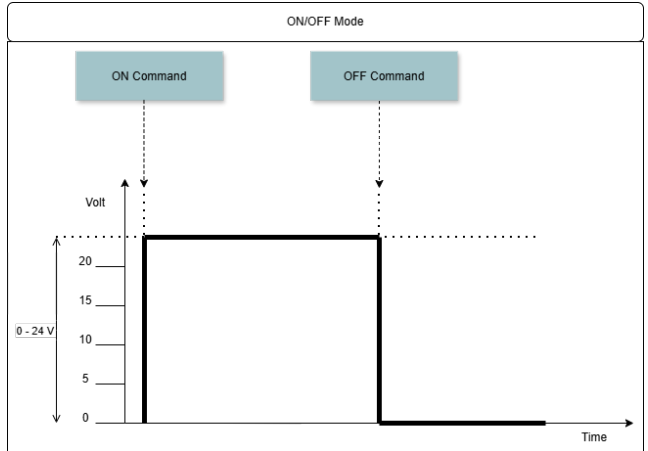 ON/OFF Mode
ON Command
OFF Command
Volt
20
15
0 - 24 V
10
5
0
Time